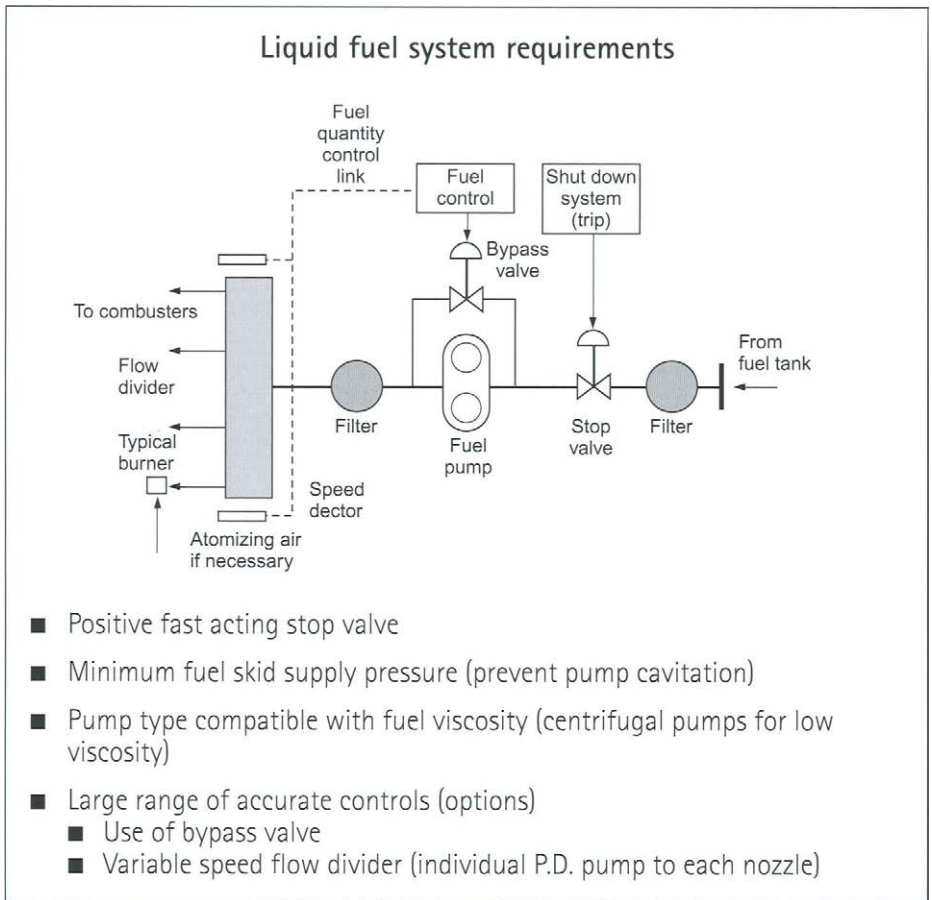 Liquid fuel system requirements
Fuel
quantity
control
link
Fuel
control
Shut down
system
(trip)
Bypass
valve
To combusters
Flow
divider
From
fuel tank
Filter
Fuel
pump
Stop
valve
Filter
Typical
burner
Speed
dector
Atomizing air
if necessary
■ Positive fast acting stop valve
■ Minimum fuel skid supply pressure (prevent pump cavitation)
■ Pump type compatible with fuel viscosity (centrifugal pumps for low
viscosity)
■ Large range of accurate controls (options)
■ Use of bypass valve
■ Variable speed flow divider (individual P.D. pump to each nozzle)